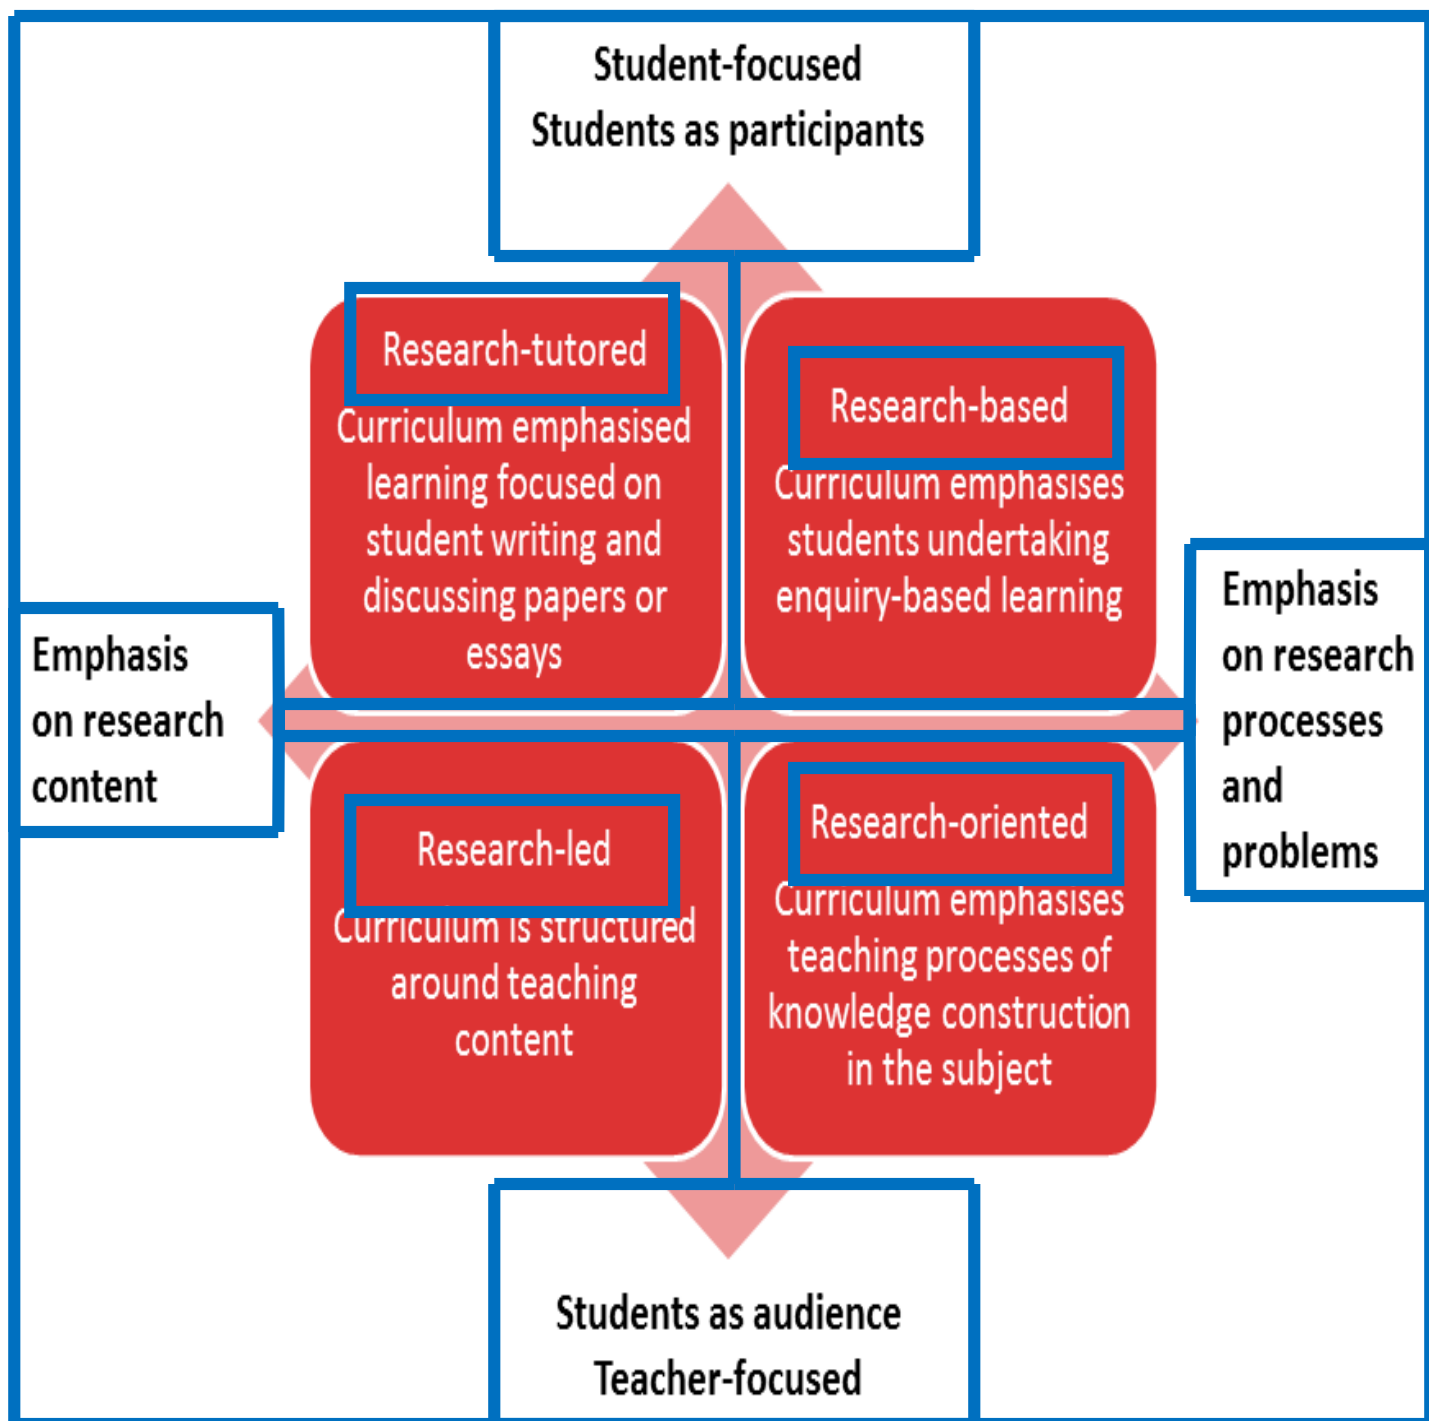 Student-focused
Students as participants
Research-tutored
Curriculum emphasised
learning focused on
student writing and
discussing papers or
essays
Research-based
Curriculum emphasises
students undertaking
enquiry-based learning
Emphasis
on research
content
Emphasis
on research
processes
and
problems
Research-led
Curriculum is structured
around teaching
content
Research-oriented
Curriculum emphasises
teaching processes of
knowledge construction
in the subject
Students as audience
Teacher-focused